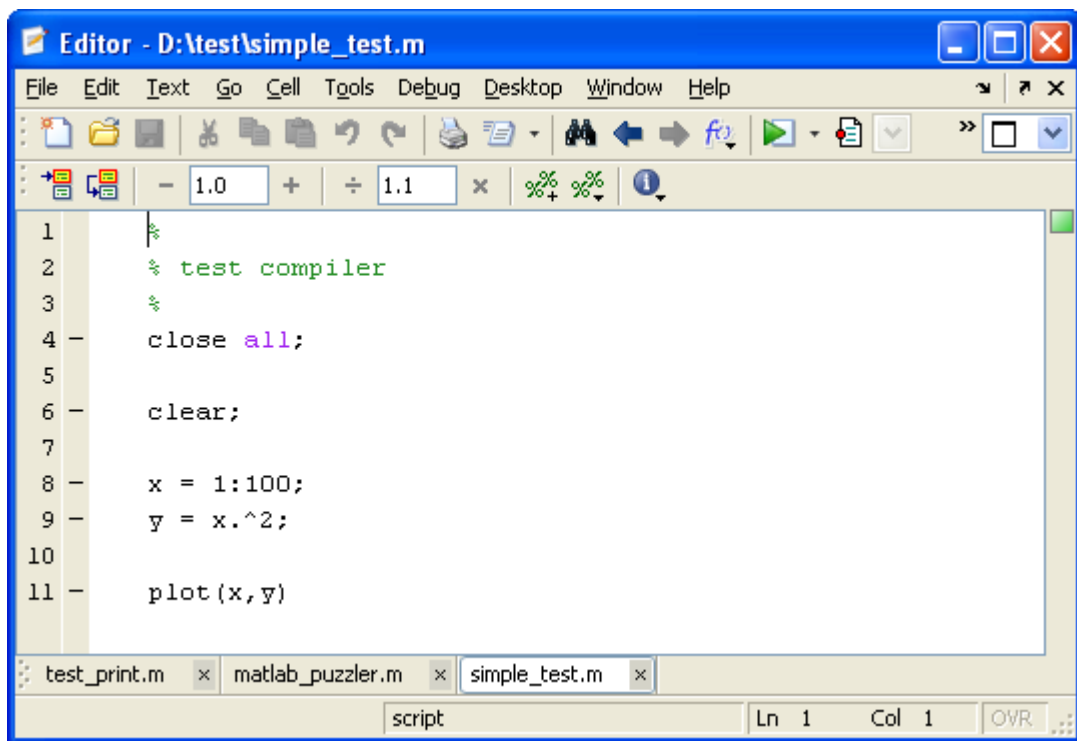 Editor - D:\test\simple_test.m
File Edit Text Go Cell Tools Debug Desktop Window Help
- 1.0 + ÷ 1.1 ×
1 %
2 % test compiler
3 %
4 - close all;
5
6 - clear;
7
8 - x = 1:100;
9 - y = x.^2;
10
11 - plot(x,y)
test_print.m × matlab_puzzler.m × simple_test.m ×
script Ln 1 Col 1 OVR